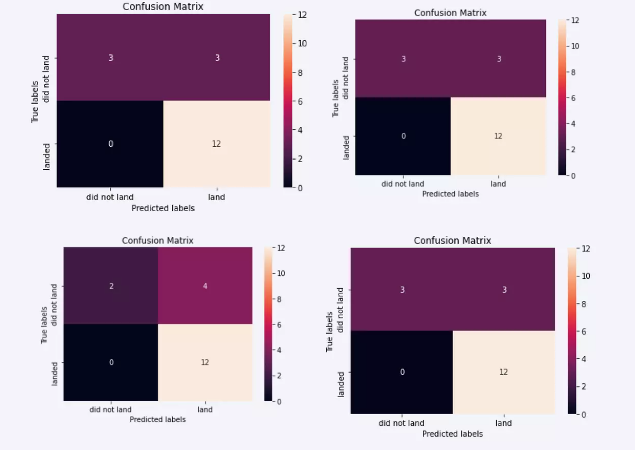 Confusion Matrix
True labels
did not land
landed
3
3
0
12
did not land
land
Predicted labels
12
10
8
6
4
2
0
Confusion Matrix
True labels
did not land
landed
3
3
0
12
did not land
land
Predicted labels
12
10
8
6
4
2
0
Confusion Matrix
True labels
did not land
landed
2
4
0
12
did not land
land
Predicted labels
12
10
8
6
4
2
0
Confusion Matrix
True labels
did not land
landed
3
3
0
12
did not land
land
Predicted labels
12
10
8
6
4
2
0